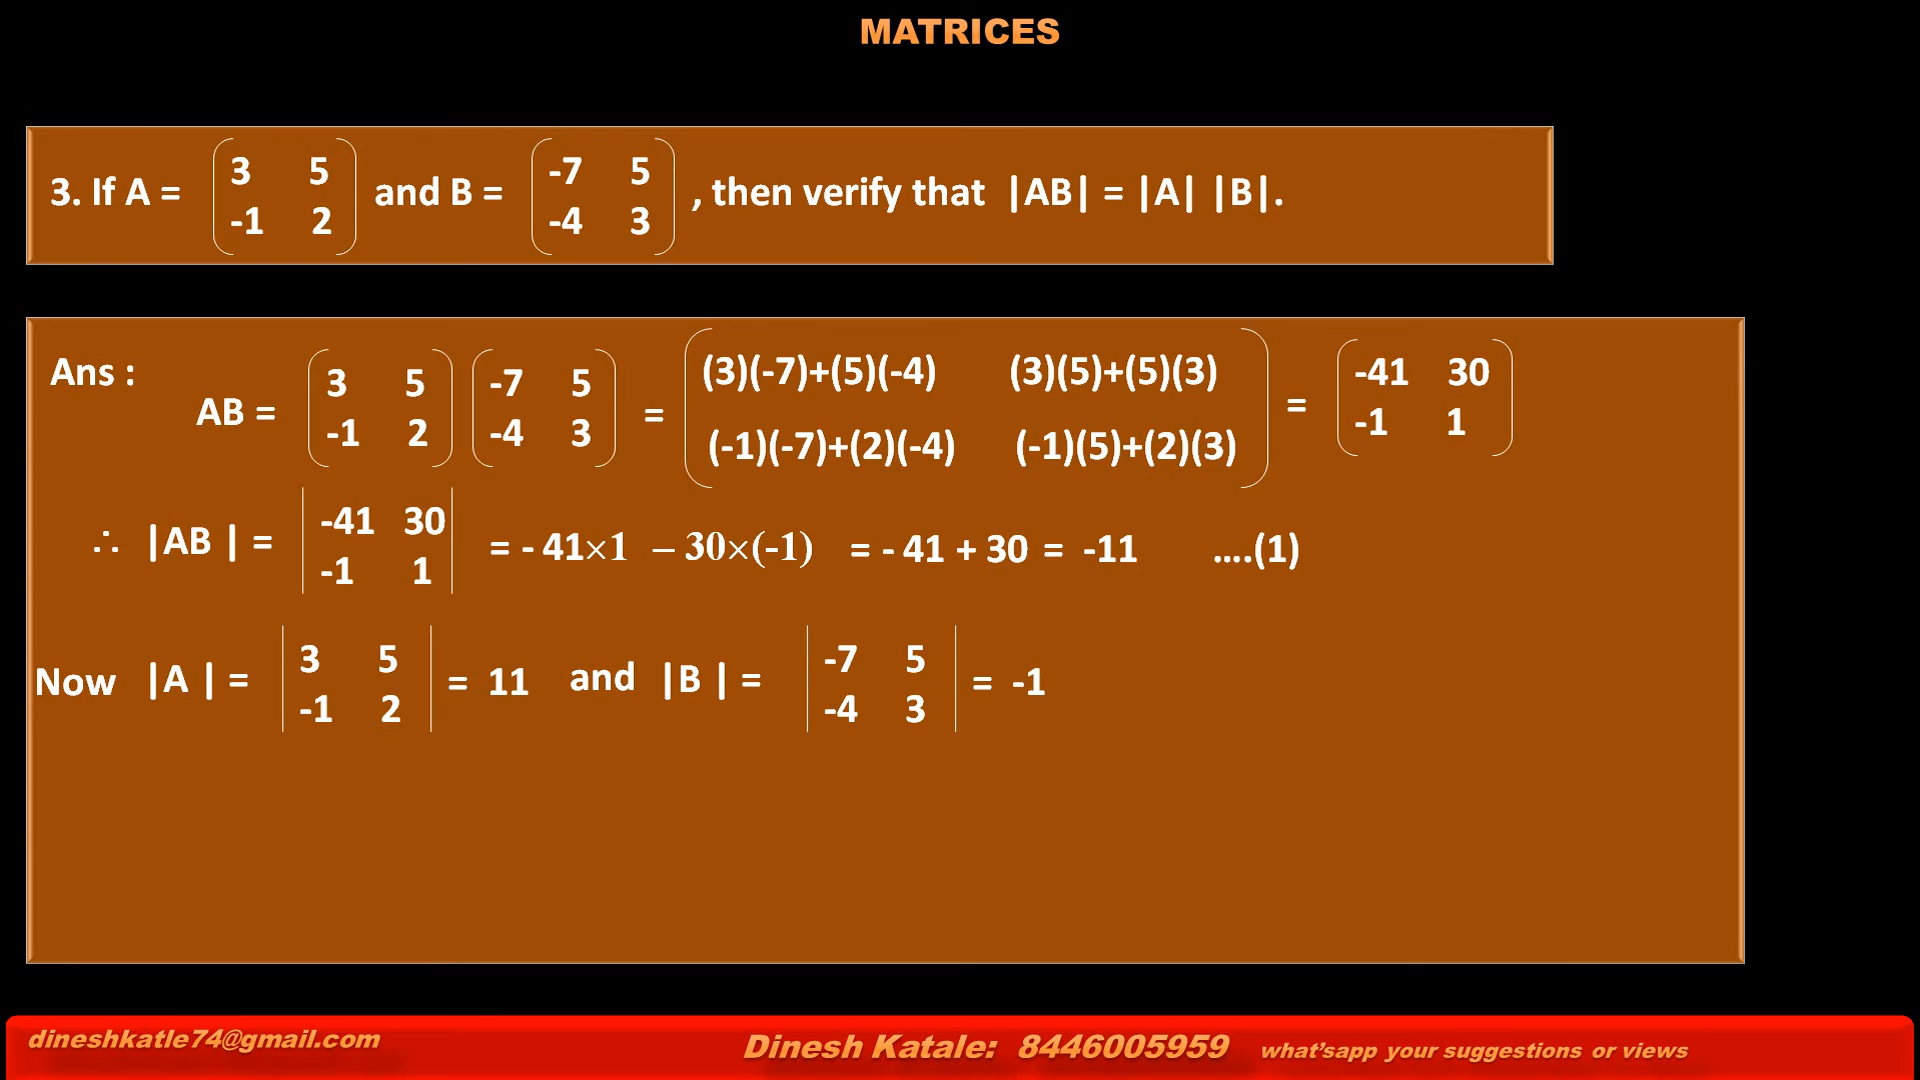 MATRICES
3. If A = 3 5 and B = -7 5 , then verify that |AB| = |A| |B|.
-1 2 -4 3
Ans :
AB = 3 5 -7 5 = (3)(-7)+(5)(-4) (3)(5)+(5)(3) = -41 30
-1 2 -4 3 (-1)(-7)+(2)(-4) (-1)(5)+(2)(3) -1 1
∴ |AB | = -41 30 = - 41×1 – 30×(-1) = - 41 + 30 = -11 ....(1)
-1 1
Now |A | = 3 5 = 11 and |B | = -7 5 = -1
-1 2 -4 3
dineshkatle74@gmail.com Dinesh Katale: 8446005959 what'sapp your suggestions or views